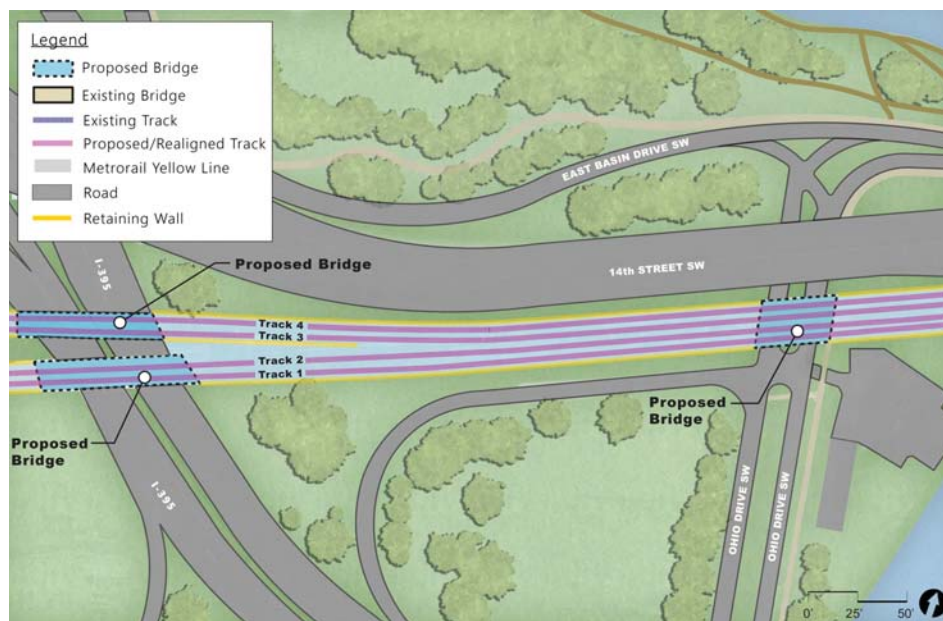 Legend
Proposed Bridge
Existing Bridge
Existing Track
Proposed/Realigned Track
Metrorail Yellow Line
Road
Retaining Wall
EAST BASIN DRIVE SW
I-395
Proposed Bridge
14th STREET SW
Track 4
Track 3
Track 2
Track 1
Proposed
Bridge
Proposed
Bridge
I-395
OHIO DRIVE SW
OHIO DRIVE SW
0' 25' 50'